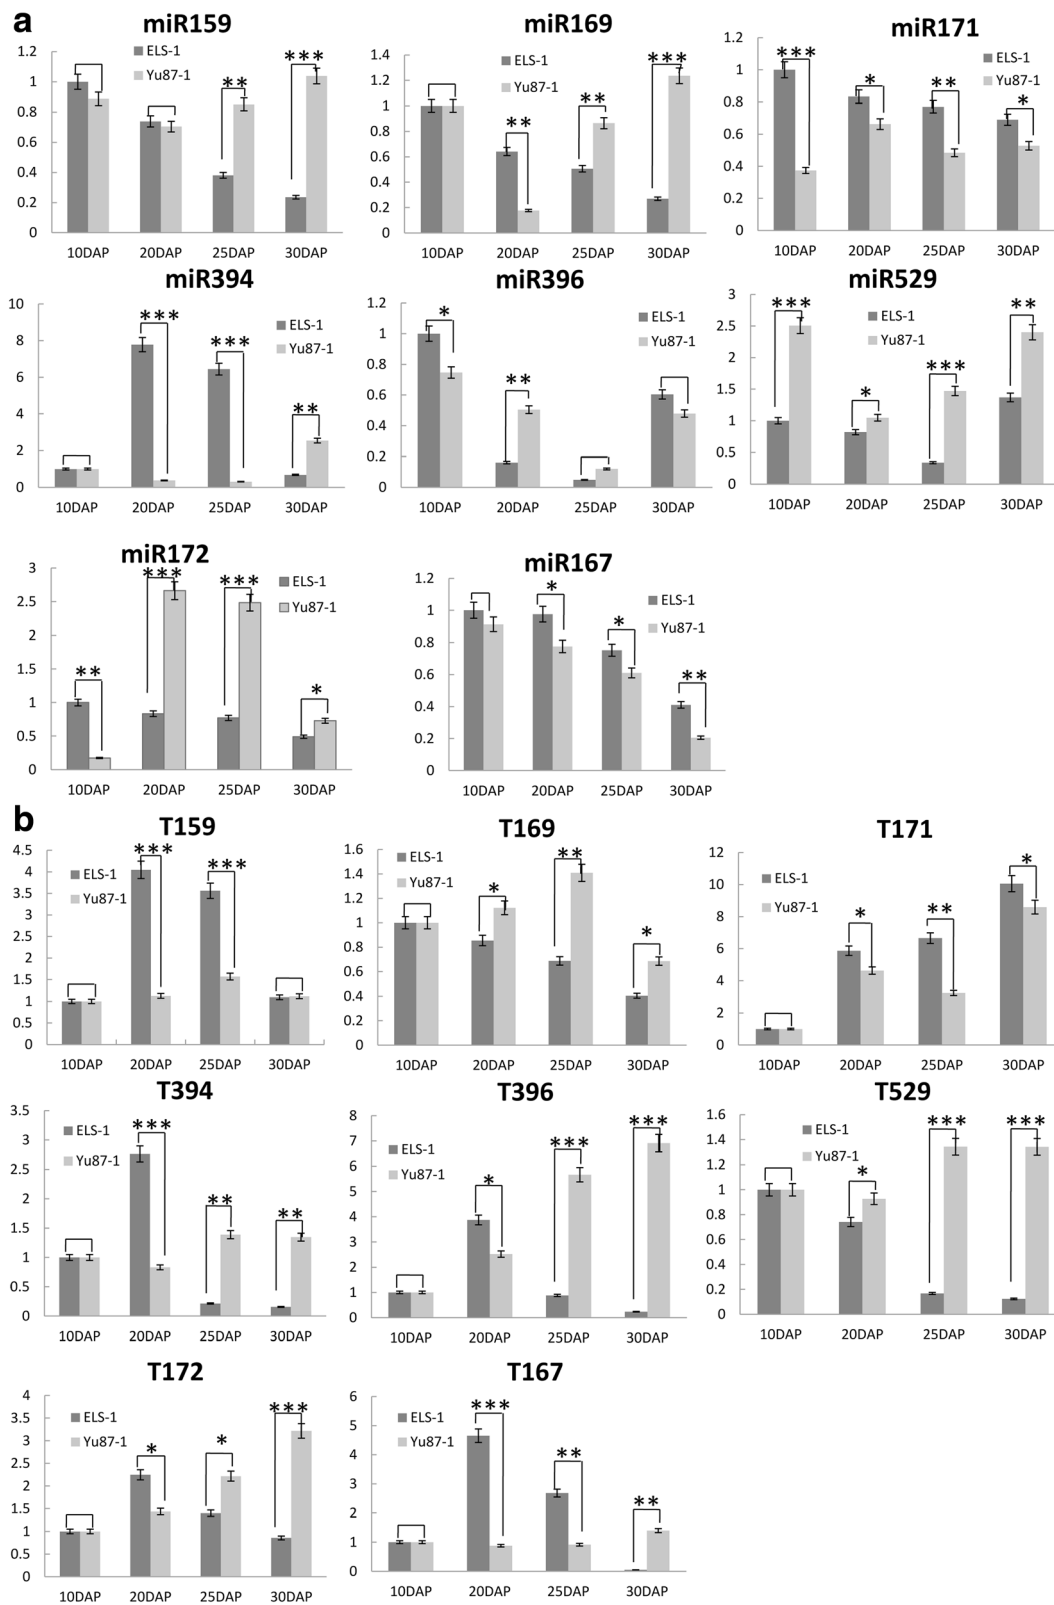 a
miR159
1.2
1
0.8
0.6
0.4
0.2
0
ELS-1
Yu87-1
** ***
10DAP 20DAP 25DAP 30DAP
miR169
1.4
1.2
1
0.8
0.6
0.4
0.2
0
ELS-1
Yu87-1
** ** ***
10DAP 20DAP 25DAP 30DAP
miR171
1.2
1
0.8
0.6
0.4
0.2
0
ELS-1
Yu87-1
*** * ** *
10DAP 20DAP 25DAP 30DAP
miR394
10
8
6
4
2
0
ELS-1
Yu87-1
*** *** **
10DAP 20DAP 25DAP 30DAP
miR396
1.2
1
0.8
0.6
0.4
0.2
0
ELS-1
Yu87-1
* **
10DAP 20DAP 25DAP 30DAP
miR529
3
2.5
2
1.5
1
0.5
0
ELS-1
Yu87-1
*** * *** **
10DAP 20DAP 25DAP 30DAP
miR172
3
2.5
2
1.5
1
0.5
0
ELS-1
Yu87-1
** *** *** *
10DAP 20DAP 25DAP 30DAP
miR167
1.2
1
0.8
0.6
0.4
0.2
0
ELS-1
Yu87-1
* * **
10DAP 20DAP 25DAP 30DAP
b
T159
4.5
4
3.5
3
2.5
2
1.5
1
0.5
0
ELS-1
Yu87-1
*** ***
10DAP 20DAP 25DAP 30DAP
T169
1.6
1.4
1.2
1
0.8
0.6
0.4
0.2
0
ELS-1
Yu87-1
* ** *
10DAP 20DAP 25DAP 30DAP
T171
12
10
8
6
4
2
0
ELS-1
Yu87-1
* ** *
10DAP 20DAP 25DAP 30DAP
T394
3.5
3
2.5
2
1.5
1
0.5
0
ELS-1
Yu87-1
*** ** **
10DAP 20DAP 25DAP 30DAP
T396
8
7
6
5
4
3
2
1
0
ELS-1
Yu87-1
* *** ***
10DAP 20DAP 25DAP 30DAP
T529
1.6
1.4
1.2
1
0.8
0.6
0.4
0.2
0
ELS-1
Yu87-1
* *** ***
10DAP 20DAP 25DAP 30DAP
T172
4
3.5
3
2.5
2
1.5
1
0.5
0
ELS-1
Yu87-1
* * ***
10DAP 20DAP 25DAP 30DAP
T167
6
5
4
3
2
1
0
ELS-1
Yu87-1
*** ** **
10DAP 20DAP 25DAP 30DAP